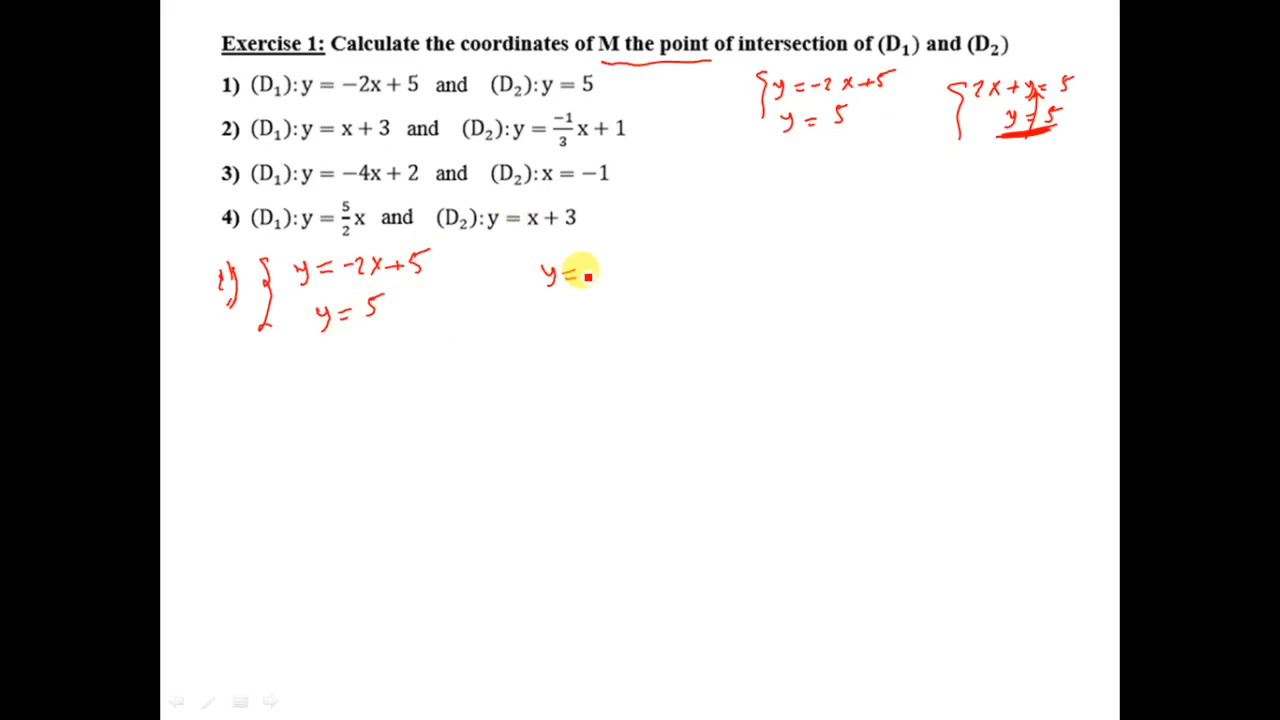 Exercise 1: Calculate the coordinates of M the point of intersection of (D₁) and (D₂)
1) (D₁): y = −2x + 5 and (D₂): y = 5
y = -2x+5
y = 5
2x + y = 5
y = 5
2) (D₁): y = x + 3 and (D₂): y = −1/3 x + 1
3) (D₁): y = −4x + 2 and (D₂): x = −1
4) (D₁): y = 5/2 x and (D₂): y = x + 3
1) { y = -2x+5
y = 5
y =